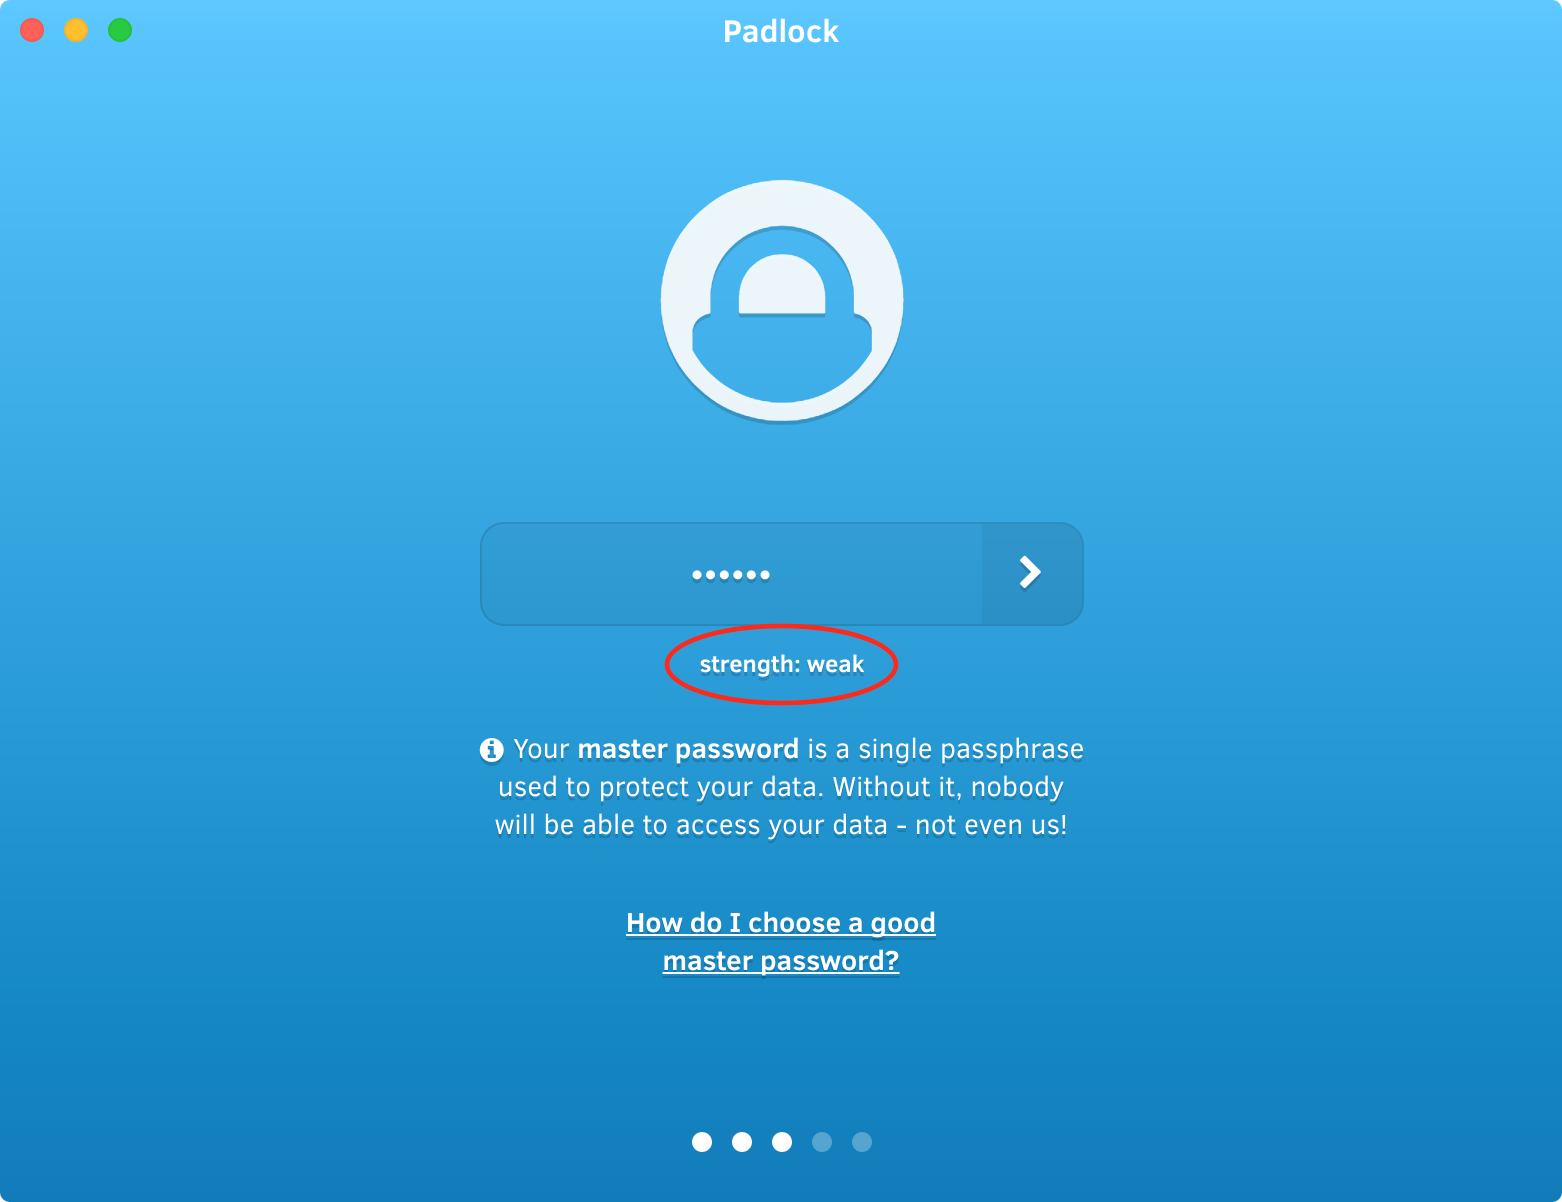 Padlock
••••••
strength: weak
Your master password is a single passphrase
used to protect your data. Without it, nobody
will be able to access your data - not even us!
How do I choose a good
master password?